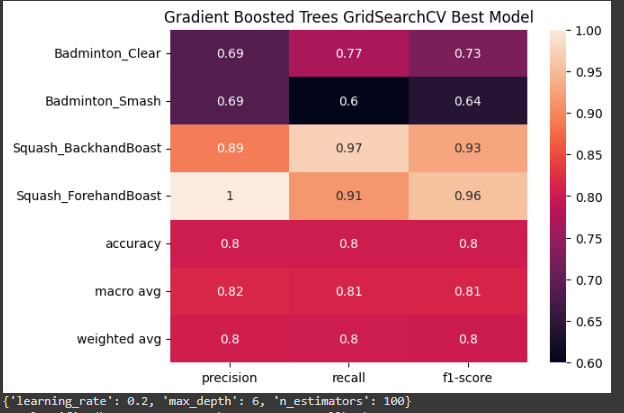 Gradient Boosted Trees GridSearchCV Best Model
Badminton_Clear 0.69 0.77 0.73
Badminton_Smash 0.69 0.6 0.64
Squash_BackhandBoast 0.89 0.97 0.93
Squash_ForehandBoast 1 0.91 0.96
accuracy 0.8 0.8 0.8
macro avg 0.82 0.81 0.81
weighted avg 0.8 0.8 0.8
precision recall f1-score
1.00
0.95
0.90
0.85
0.80
0.75
0.70
0.65
0.60
{'learning_rate': 0.2, 'max_depth': 6, 'n_estimators': 100}